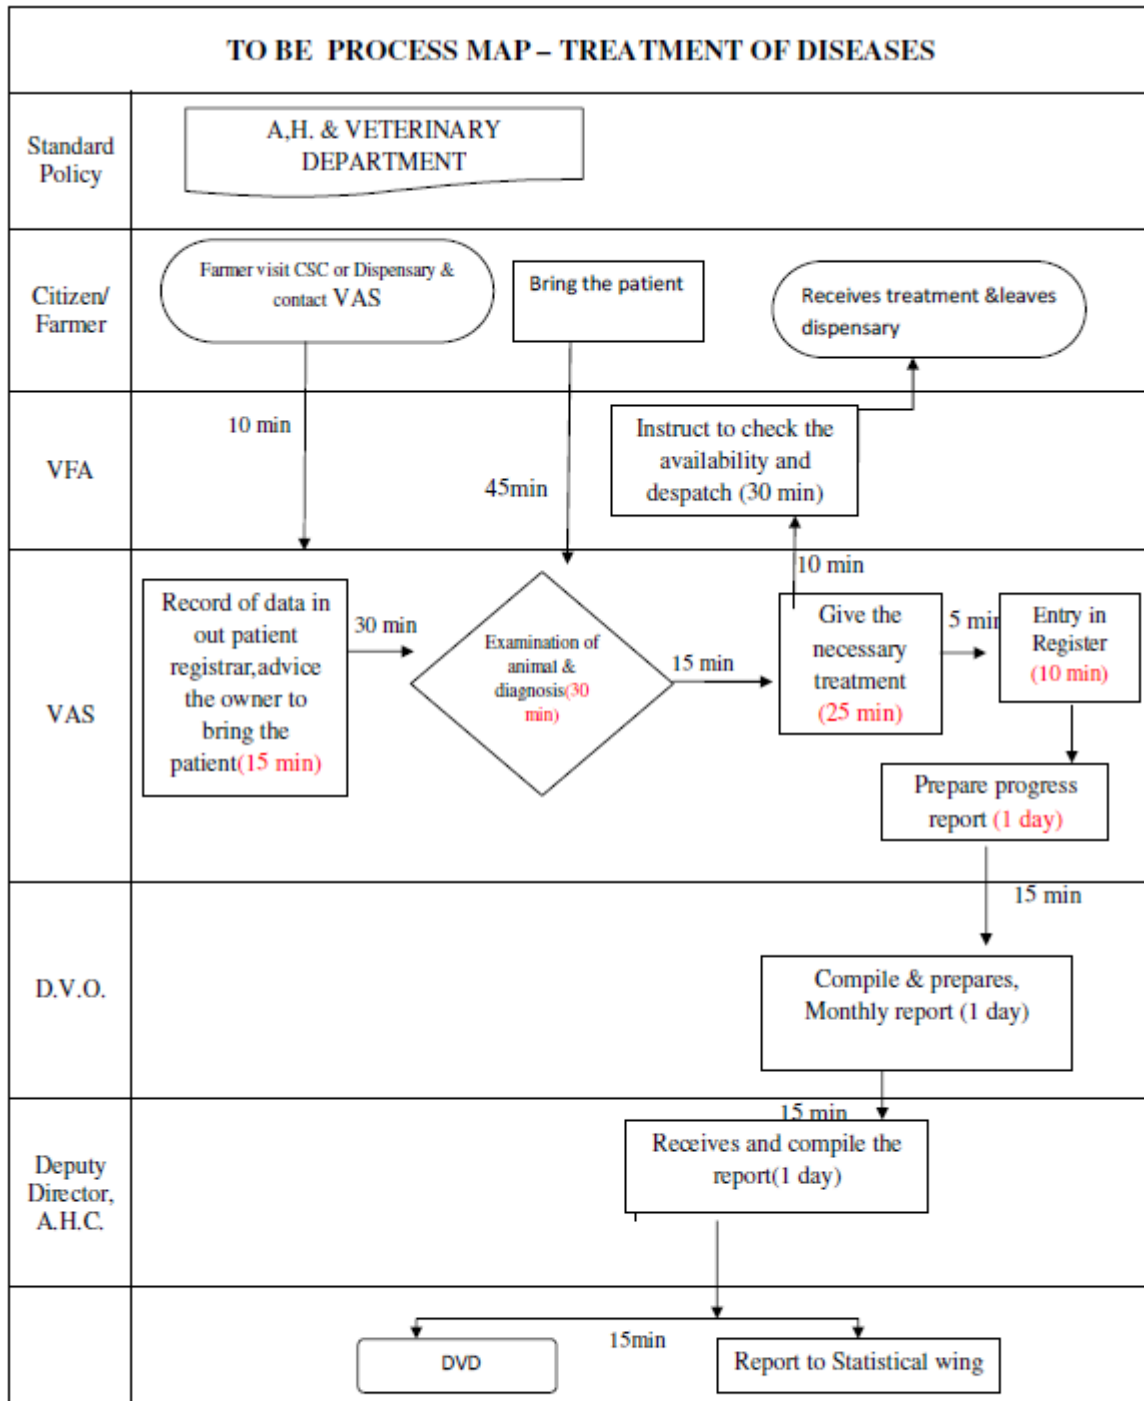 TO BE PROCESS MAP – TREATMENT OF DISEASES
Standard
Policy
A,H. & VETERINARY
DEPARTMENT
Citizen/
Farmer
Farmer visit CSC or Dispensary &
contact VAS
Bring the patient
Receives treatment &leaves
dispensary
VFA
10 min
45min
Instruct to check the
availability and
despatch (30 min)
10 min
VAS
Record of data in
out patient
registrar,advice
the owner to
bring the
patient(15 min)
30 min
Examination of
animal &
diagnosis(30
min)
15 min
Give the
necessary
treatment
(25 min)
5 min
Entry in
Register
(10 min)
Prepare progress
report (1 day)
15 min
D.V.O.
Compile & prepares,
Monthly report (1 day)
15 min
Deputy
Director,
A.H.C.
Receives and compile the
report(1 day)
15min
DVD
Report to Statistical wing